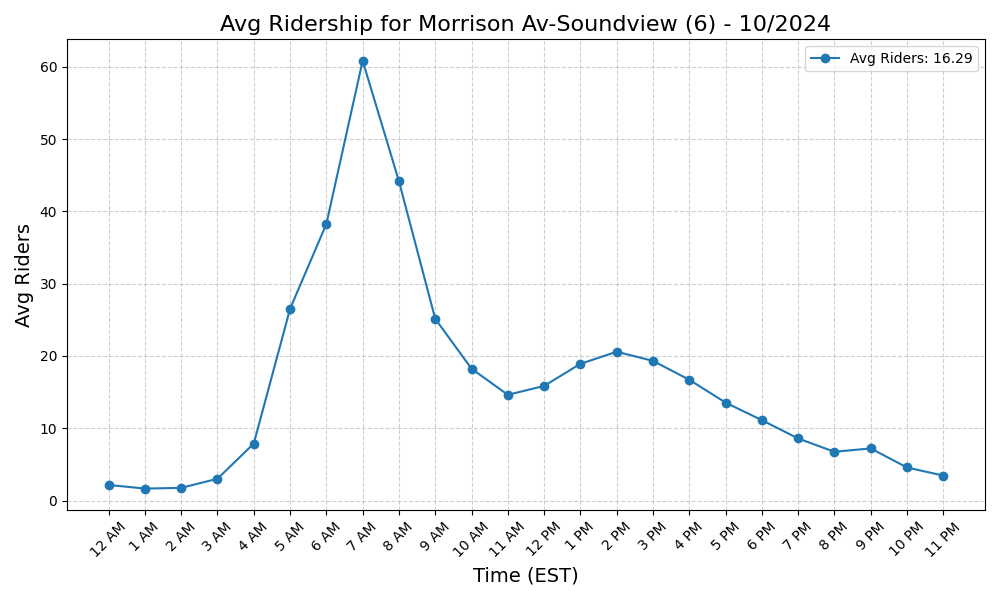 Avg Ridership for Morrison Av-Soundview (6) - 10/2024
Avg Riders: 16.29
Avg Riders
60
50
40
30
20
10
0
12 AM
1 AM
2 AM
3 AM
4 AM
5 AM
6 AM
7 AM
8 AM
9 AM
10 AM
11 AM
12 PM
1 PM
2 PM
3 PM
4 PM
5 PM
6 PM
7 PM
8 PM
9 PM
10 PM
11 PM
Time (EST)